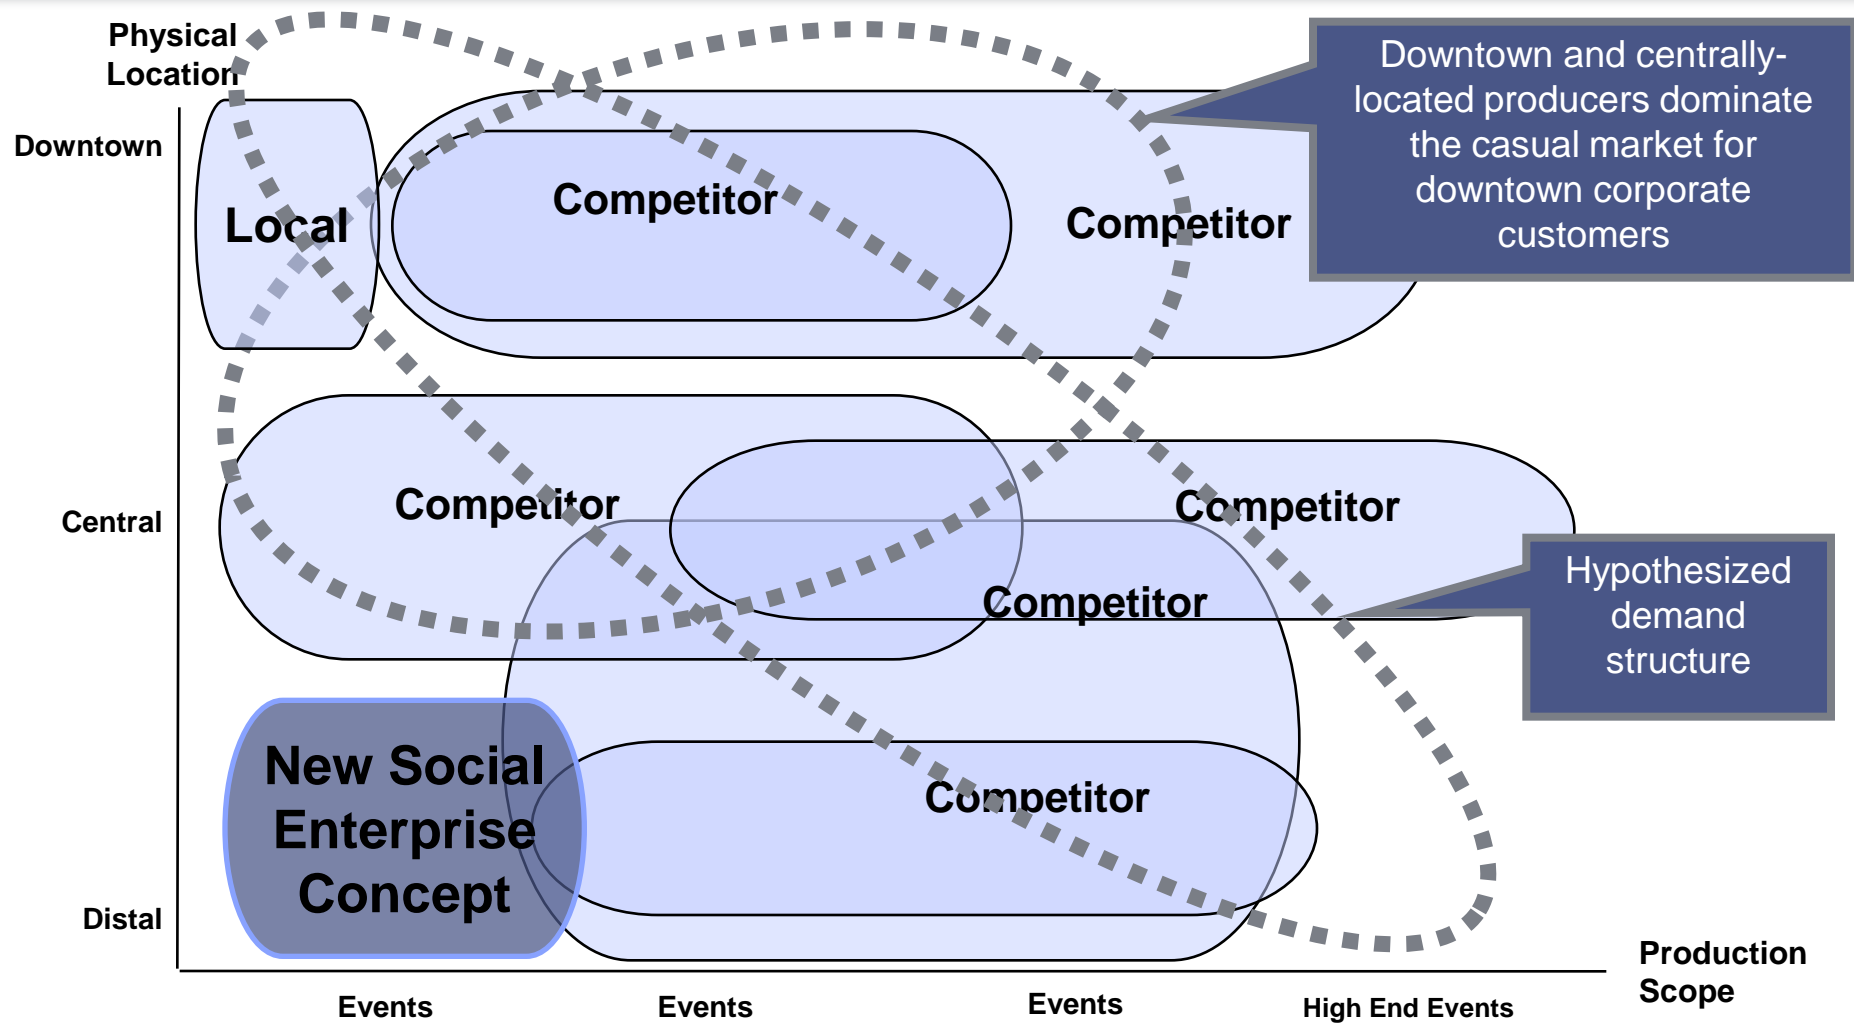 Physical
Location
Downtown and centrally-
located producers dominate
the casual market for
downtown corporate
customers
Downtown
Local
Competitor
Competitor
Central
Competitor
Competitor
Competitor
Hypothesized
demand
structure
New Social
Enterprise
Concept
Competitor
Distal
Production
Scope
Events
Events
Events
High End Events